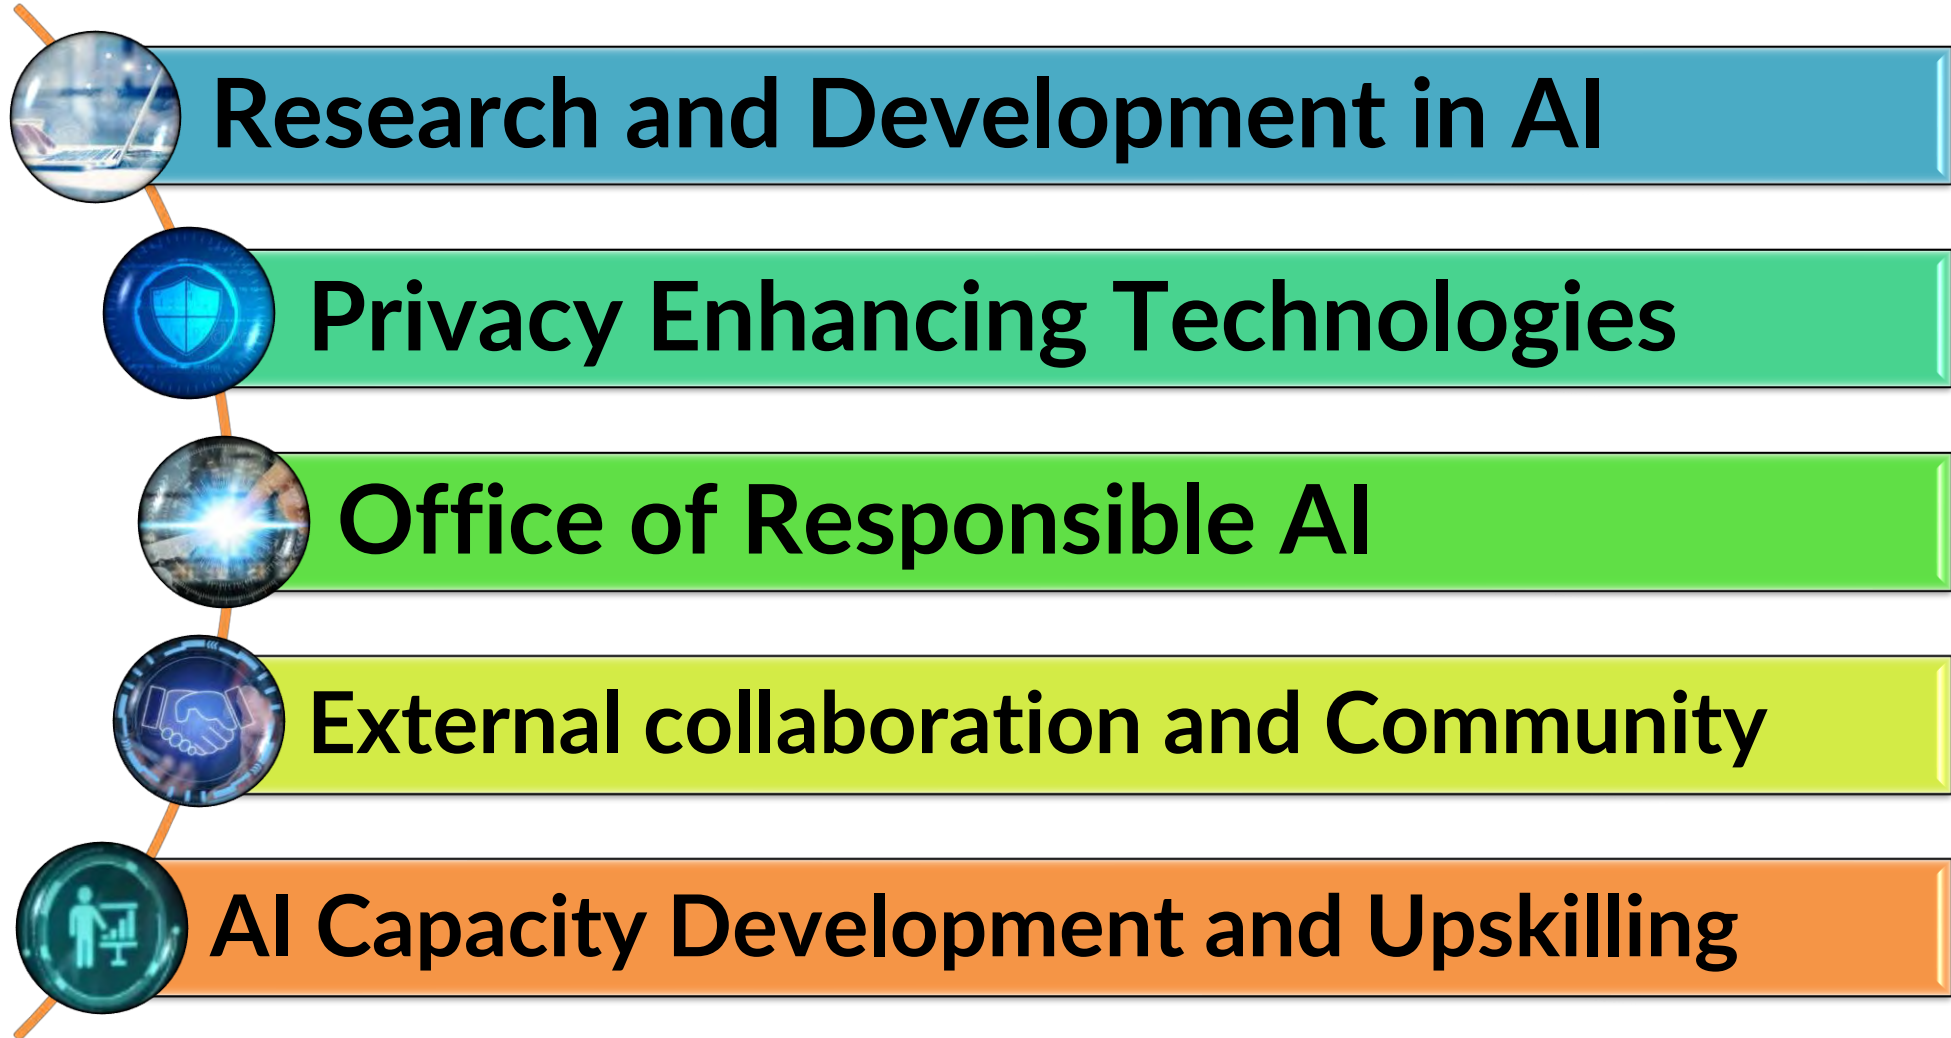 Research and Development in AI
Privacy Enhancing Technologies
Office of Responsible AI
External collaboration and Community
AI Capacity Development and Upskilling